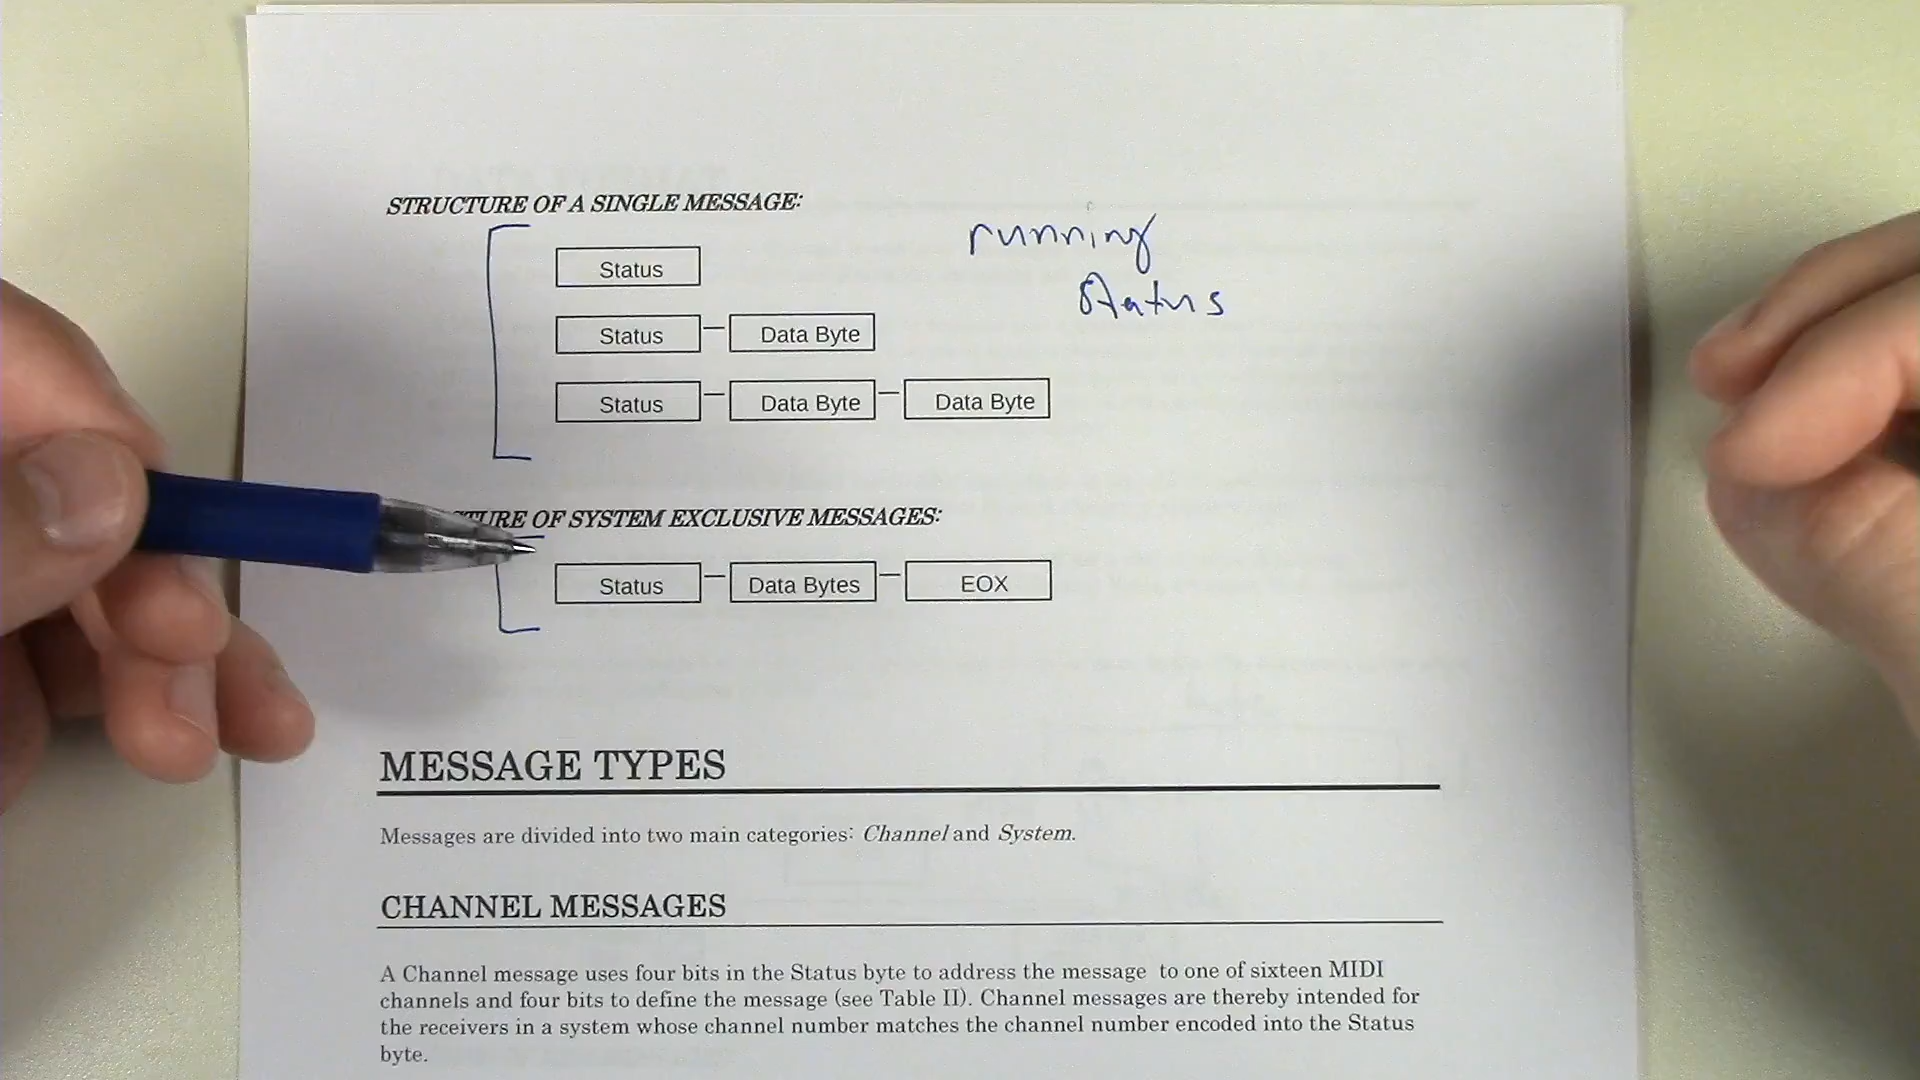 STRUCTURE OF A SINGLE MESSAGE:
running
Status
Status
Status Data Byte
Status Data Byte Data Byte
OF SYSTEM EXCLUSIVE MESSAGES:
Status Data Bytes EOX
MESSAGE TYPES
Messages are divided into two main categories: Channel and System.
CHANNEL MESSAGES
A Channel message uses four bits in the Status byte to address the message to one of sixteen MIDI
channels and four bits to define the message (see Table II). Channel messages are thereby intended for
the receivers in a system whose channel number matches the channel number encoded into the Status
byte.